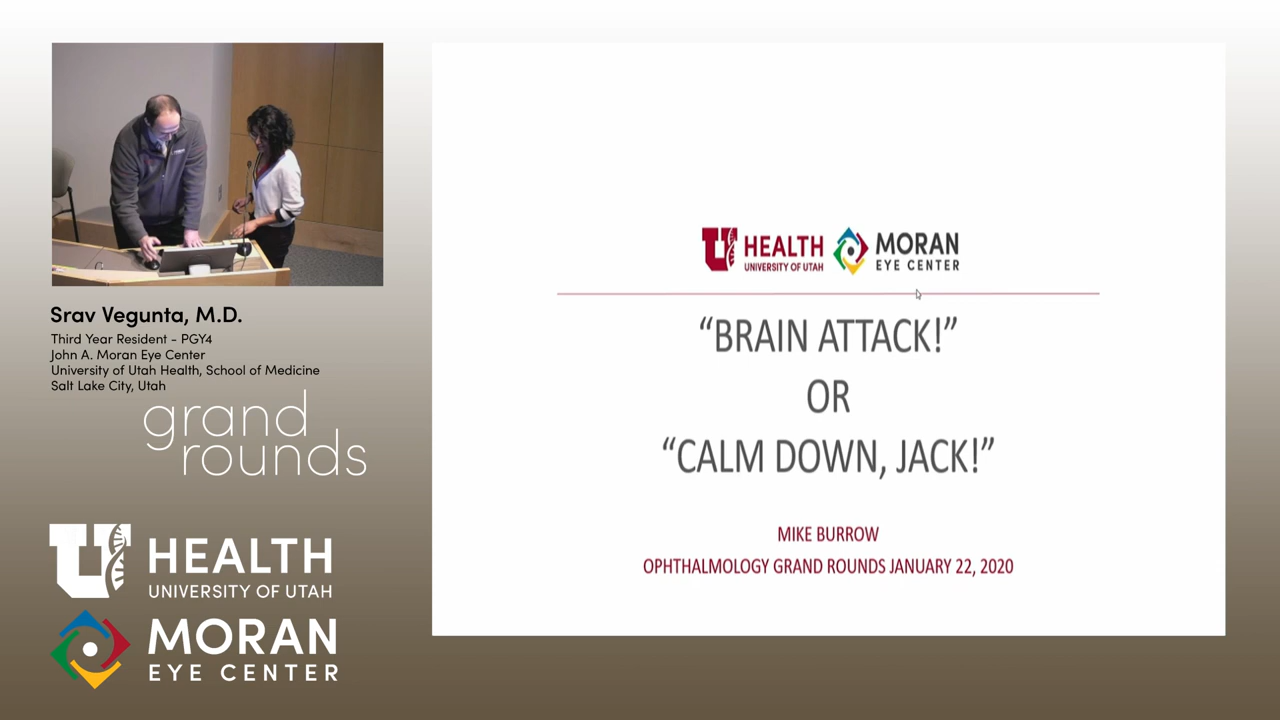 Srav Vegunta, M.D.
Third Year Resident - PGY4
John A. Moran Eye Center
University of Utah Health, School of Medicine
Salt Lake City, Utah
grand
rounds
U HEALTH
UNIVERSITY OF UTAH
MORAN
EYE CENTER
U HEALTH
UNIVERSITY OF UTAH
MORAN
EYE CENTER
“BRAIN ATTACK!”
OR
“CALM DOWN, JACK!”
MIKE BURROW
OPHTHALMOLOGY GRAND ROUNDS JANUARY 22, 2020